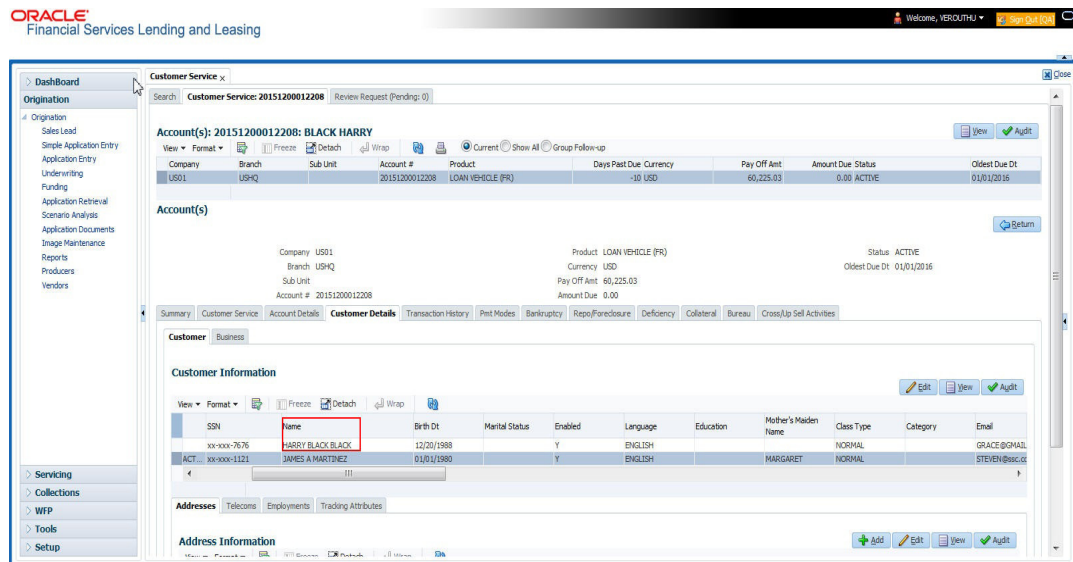 ORACLE'
Financial Services Lending and Leasing
Welcome, VEROUTHU
Sign Out [QA]
DashBoard
Origination
Origination
Sales Lead
Simple Application Entry
Application Entry
Underwriting
Funding
Application Retrieval
Scenario Analysis
Application Documents
Image Maintenance
Reports
Producers
Vendors
Servicing
Collections
WFP
Tools
Setup
Customer Service x
Close
Search Customer Service: 20151200012208 Review Request (Pending: 0)
Account(s): 20151200012208: BLACK HARRY
View Audit
View Format Freeze Detach Wrap Current Show All Group Follow-up
Company Branch Sub Unit Account # Product Days Past Due Currency Pay Off Amt Amount Due Status Oldest Due Dt
US01 USHQ 20151200012208 LOAN VEHICLE (FR) -10 USD 60,225.03 0.00 ACTIVE 01/01/2016
Account(s)
Return
Company US01 Product LOAN VEHICLE (FR) Status ACTIVE
Branch USHQ Currency USD Oldest Due Dt 01/01/2016
Sub Unit Pay Off Amt 60,225.03
Account # 20151200012208 Amount Due 0.00
Summary Customer Service Account Details Customer Details Transaction History Pmt Modes Bankruptcy Repo/Foreclosure Deficiency Collateral Bureau Cross/Up Sell Activities
Customer Business
Customer Information
Edit View Audit
View Format Freeze Detach Wrap
SSN Name Birth Dt Marital Status Enabled Language Education Mother's Maiden Name Class Type Category Email
xx-xxx-7676 HARRY BLACK BLACK 12/20/1988 Y ENGLISH NORMAL GRACE@GMAIL
ACT... xx-xxx-1121 JAMES A MARTINEZ 01/01/1980 Y ENGLISH MARGARET NORMAL STEVEN@ssc.cc
Addresses Telecoms Employments Tracking Attributes
Address Information
Add Edit View Audit
View Format Freeze Detach Wrap